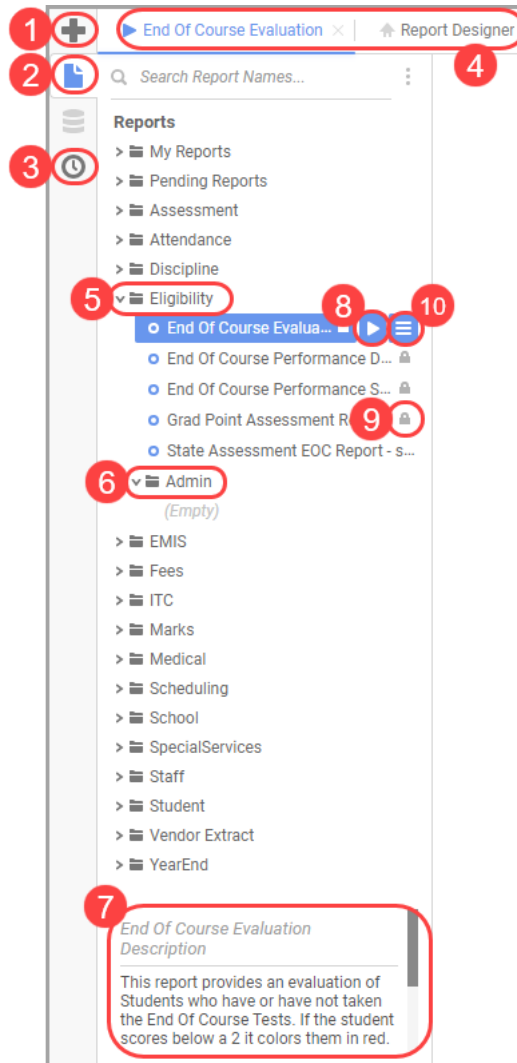 1
End Of Course Evaluation
Report Designer
2
Search Report Names...
4
Reports
3
My Reports
Pending Reports
Assessment
Attendance
Discipline
5
Eligibility
8
10
End Of Course Evalua...
End Of Course Performance D...
End Of Course Performance S...
Grad Point Assessment R
9
State Assessment EOC Report - s...
6
Admin
(Empty)
EMIS
Fees
ITC
Marks
Medical
Scheduling
School
SpecialServices
Staff
Student
Vendor Extract
YearEnd
7
End Of Course Evaluation
Description
This report provides an evaluation of
Students who have or have not taken
the End Of Course Tests. If the student
scores below a 2 it colors them in red.